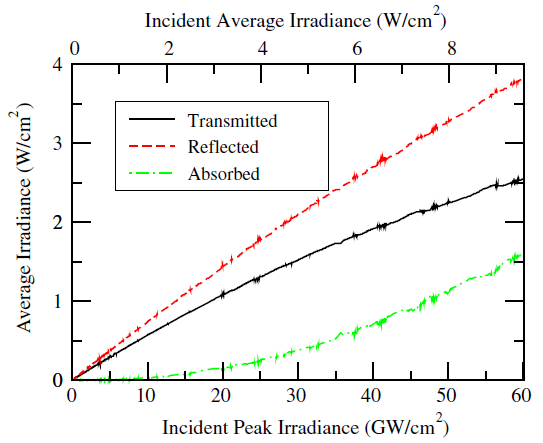 Incident Average Irradiance (W/cm²)
0 2 4 6 8
4
3
2
1
0
Average Irradiance (W/cm²)
Transmitted
Reflected
Absorbed
0 10 20 30 40 50 60
Incident Peak Irradiance (GW/cm²)